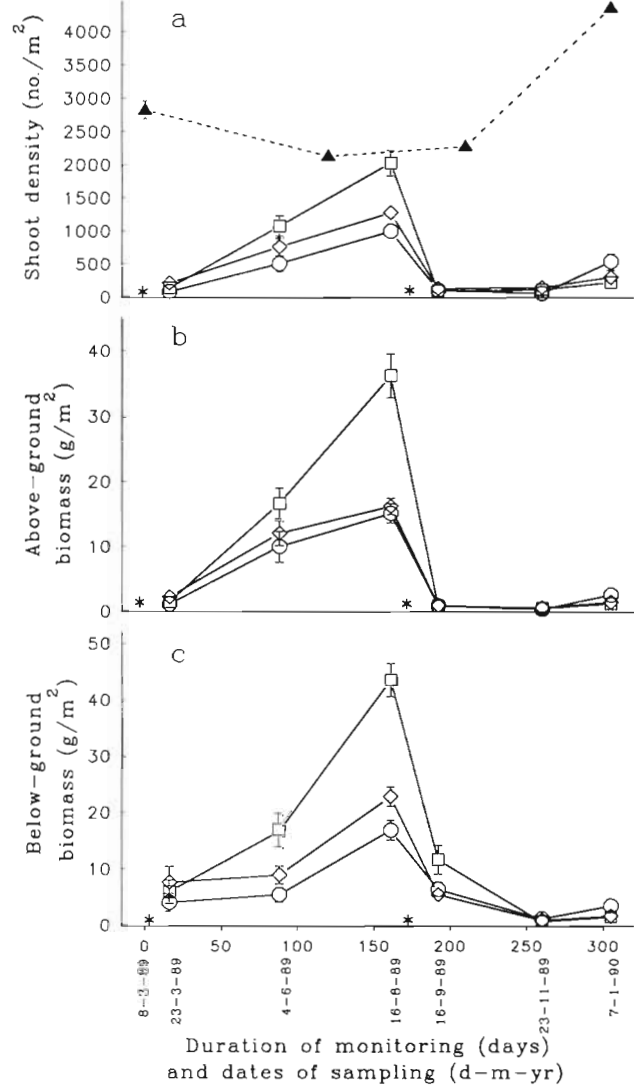 a
Shoot density (no./m²)
4000
3500
3000
2500
2000
1500
1000
500
0
*
*
b
Above-ground
biomass (g/m²)
40
30
20
10
0
*
*
c
Below-ground
biomass (g/m²)
50
40
30
20
10
0
*
*
0 50 100 150 200 250 300
8-3-89 23-3-89 4-6-89 16-8-89 16-9-89 23-11-89 7-1-90
Duration of monitoring (days)
and dates of sampling (d-m-yr)